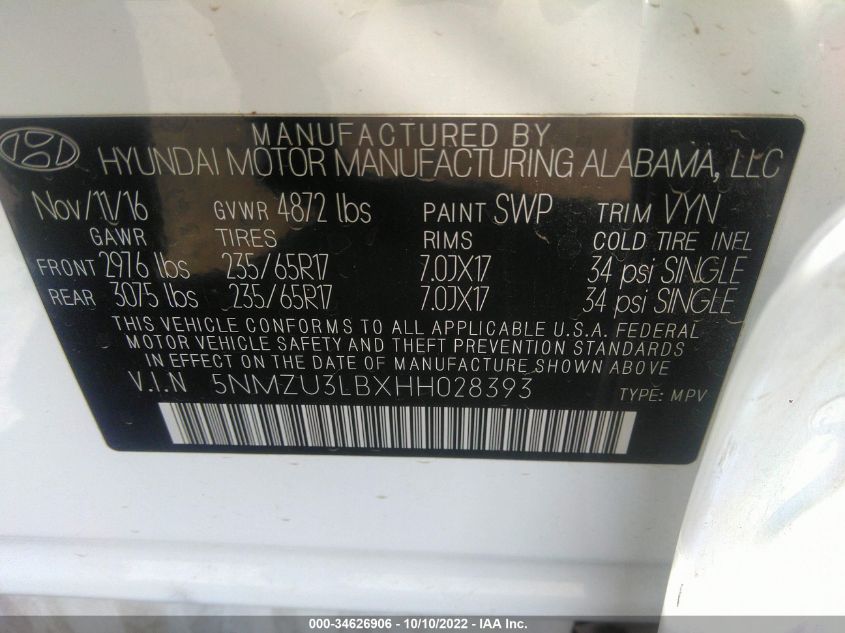 MANUFACTURED BY
HYUNDAI MOTOR MANUFACTURING ALABAMA, LLC
Nov/11/16 GVWR 4872 lbs PAINT SWP TRIM VYN
GAWR TIRES RIMS COLD TIRE INFL
FRONT 2976 lbs 235/65R17 7.0JX17 34 psi SINGLE
REAR 3075 lbs 235/65R17 7.0JX17 34 psi SINGLE
THIS VEHICLE CONFORMS TO ALL APPLICABLE U.S.A. FEDERAL
MOTOR VEHICLE SAFETY AND THEFT PREVENTION STANDARDS
IN EFFECT ON THE DATE OF MANUFACTURE SHOWN ABOVE
V.I.N 5NMZU3LBXHH028393 TYPE: MPV
000-34626906 - 10/10/2022 - IAA Inc.